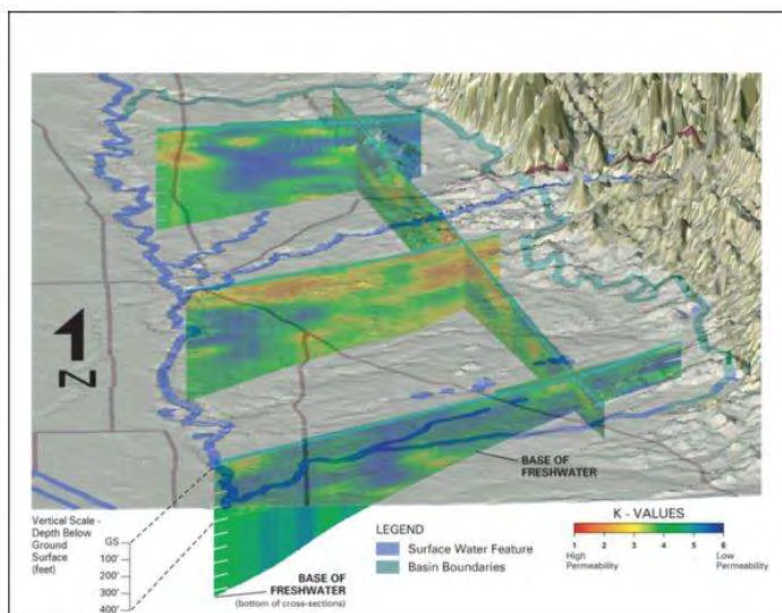 N
BASE OF
FRESHWATER
Vertical Scale -
Depth Below
Ground
Surface
(feet)
GS
100'
200'
300'
400'
BASE OF
FRESHWATER
(bottom of cross-sections)
LEGEND
Surface Water Feature
Basin Boundaries
K - VALUES
1 2 3 4 5 6
High
Permeability
Low
Permeability